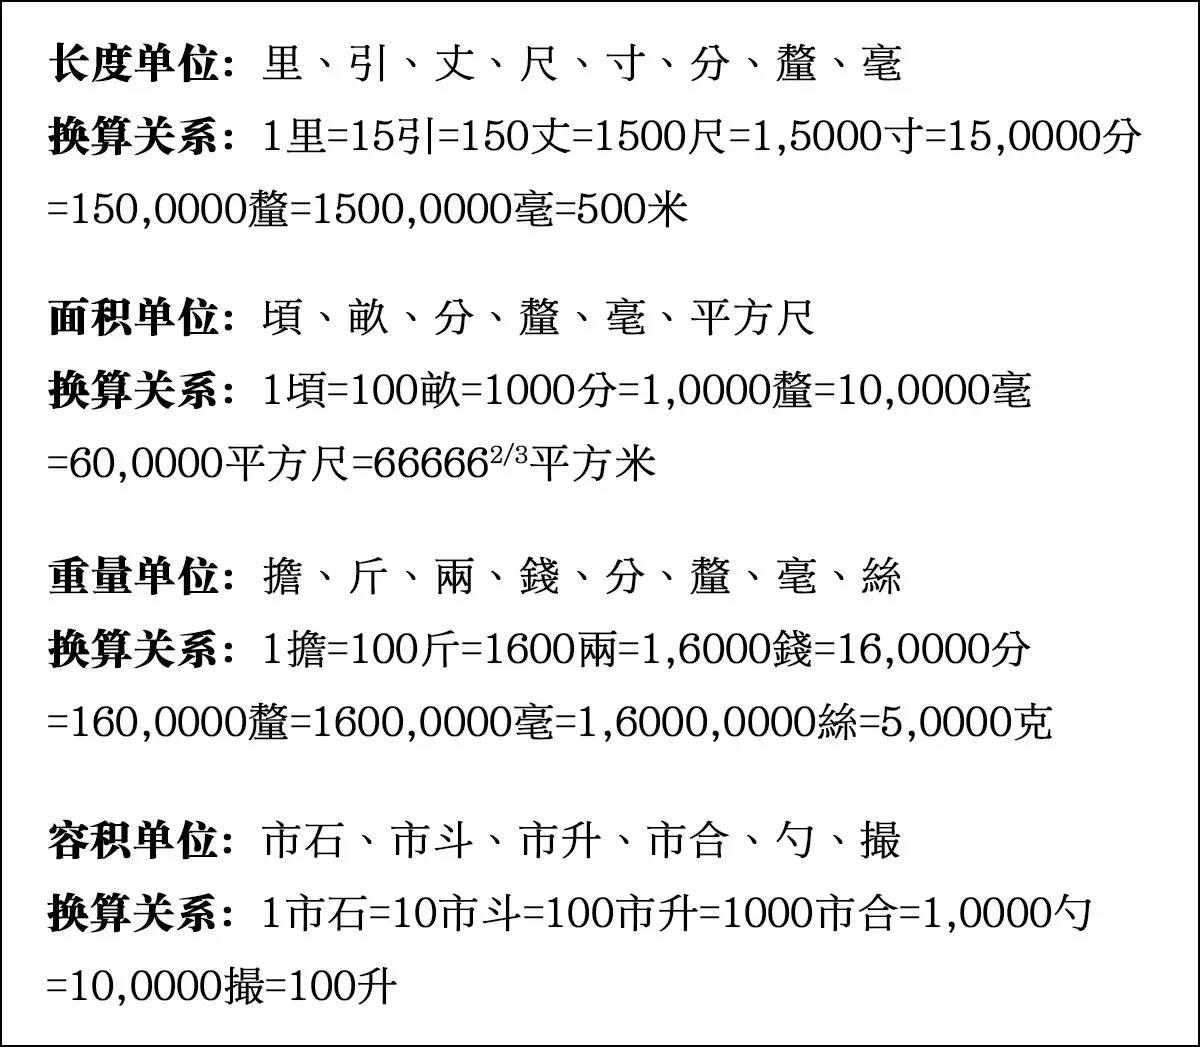 长度单位：里、引、丈、尺、寸、分、釐、毫
换算关系：1里=15引=150丈=1500尺=1,5000寸=15,0000分
=150,0000釐=1500,0000毫=500米
面积单位：頃、畝、分、釐、毫、平方尺
换算关系：1頃=100畝=1000分=1,0000釐=10,0000毫
=60,0000平方尺=66666²/³平方米
重量单位：擔、斤、兩、錢、分、釐、毫、絲
换算关系：1擔=100斤=1600兩=1,6000錢=16,0000分
=160,0000釐=1600,0000毫=1,6000,0000絲=5,0000克
容积单位：市石、市斗、市升、市合、勺、撮
换算关系：1市石=10市斗=100市升=1000市合=1,0000勺
=10,0000撮=100升